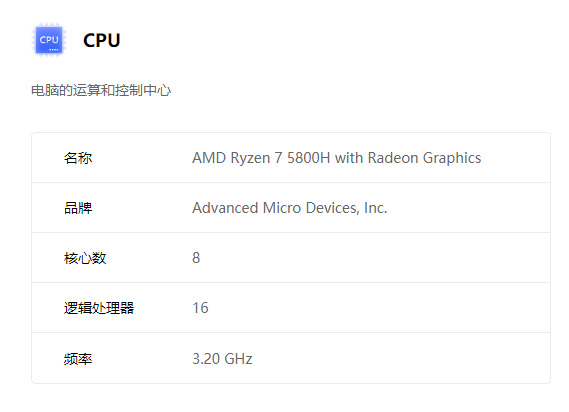 CPU
CPU
电脑的运算和控制中心
名称 AMD Ryzen 7 5800H with Radeon Graphics
品牌 Advanced Micro Devices, Inc.
核心数 8
逻辑处理器 16
频率 3.20 GHz